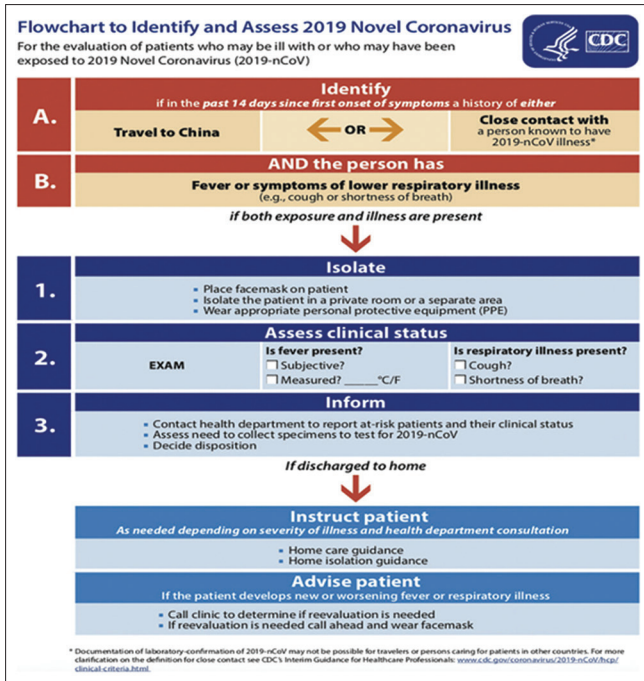 Flowchart to Identify and Assess 2019 Novel Coronavirus
For the evaluation of patients who may be ill with or who may have been
exposed to 2019 Novel Coronavirus (2019-nCoV)
CDC
A.
Identify
if in the past 14 days since first onset of symptoms a history of either
Travel to China
OR
Close contact with
a person known to have
2019-nCoV illness*
B.
AND the person has
Fever or symptoms of lower respiratory illness
(e.g., cough or shortness of breath)
if both exposure and illness are present
1.
Isolate
▪ Place facemask on patient
▪ Isolate the patient in a private room or a separate area
▪ Wear appropriate personal protective equipment (PPE)
2.
Assess clinical status
EXAM
Is fever present?
☐ Subjective?
☐ Measured? _____°C/F
Is respiratory illness present?
☐ Cough?
☐ Shortness of breath?
3.
Inform
▪ Contact health department to report at-risk patients and their clinical status
▪ Assess need to collect specimens to test for 2019-nCoV
▪ Decide disposition
If discharged to home
Instruct patient
As needed depending on severity of illness and health department consultation
▪ Home care guidance
▪ Home isolation guidance
Advise patient
If the patient develops new or worsening fever or respiratory illness
▪ Call clinic to determine if reevaluation is needed
▪ If reevaluation is needed call ahead and wear facemask
* Documentation of laboratory-confirmation of 2019-nCoV may not be possible for travelers or persons caring for patients in other countries. For more
clarification on the definition for close contact see CDC's Interim Guidance for Healthcare Professionals: www.cdc.gov/coronavirus/2019-nCoV/hcp/
clinical-criteria.html.